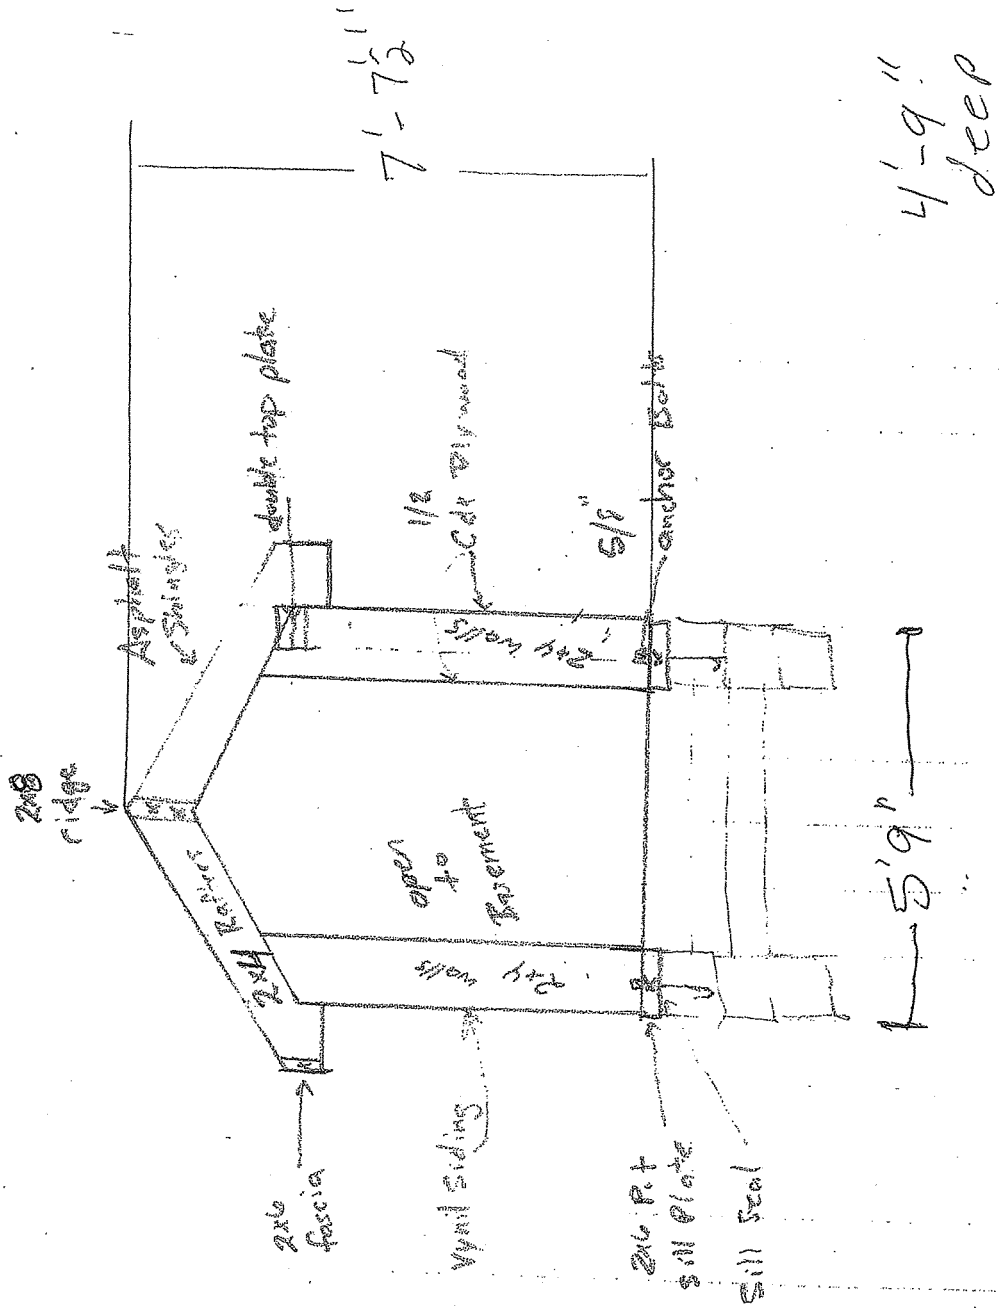 2x8
ridge
Asphalt
Shingles
double top plate
2x4 Rafters
2x6
fascia
7'-7½"
2x4
walls
2x4
walls
open
to
Basement
1/2
Cdx Plywood
Vynil Siding
5/8"
anchor Bolts
2x6 P.t
sill Plate
sill seal
5'9"
4'-9"
deep